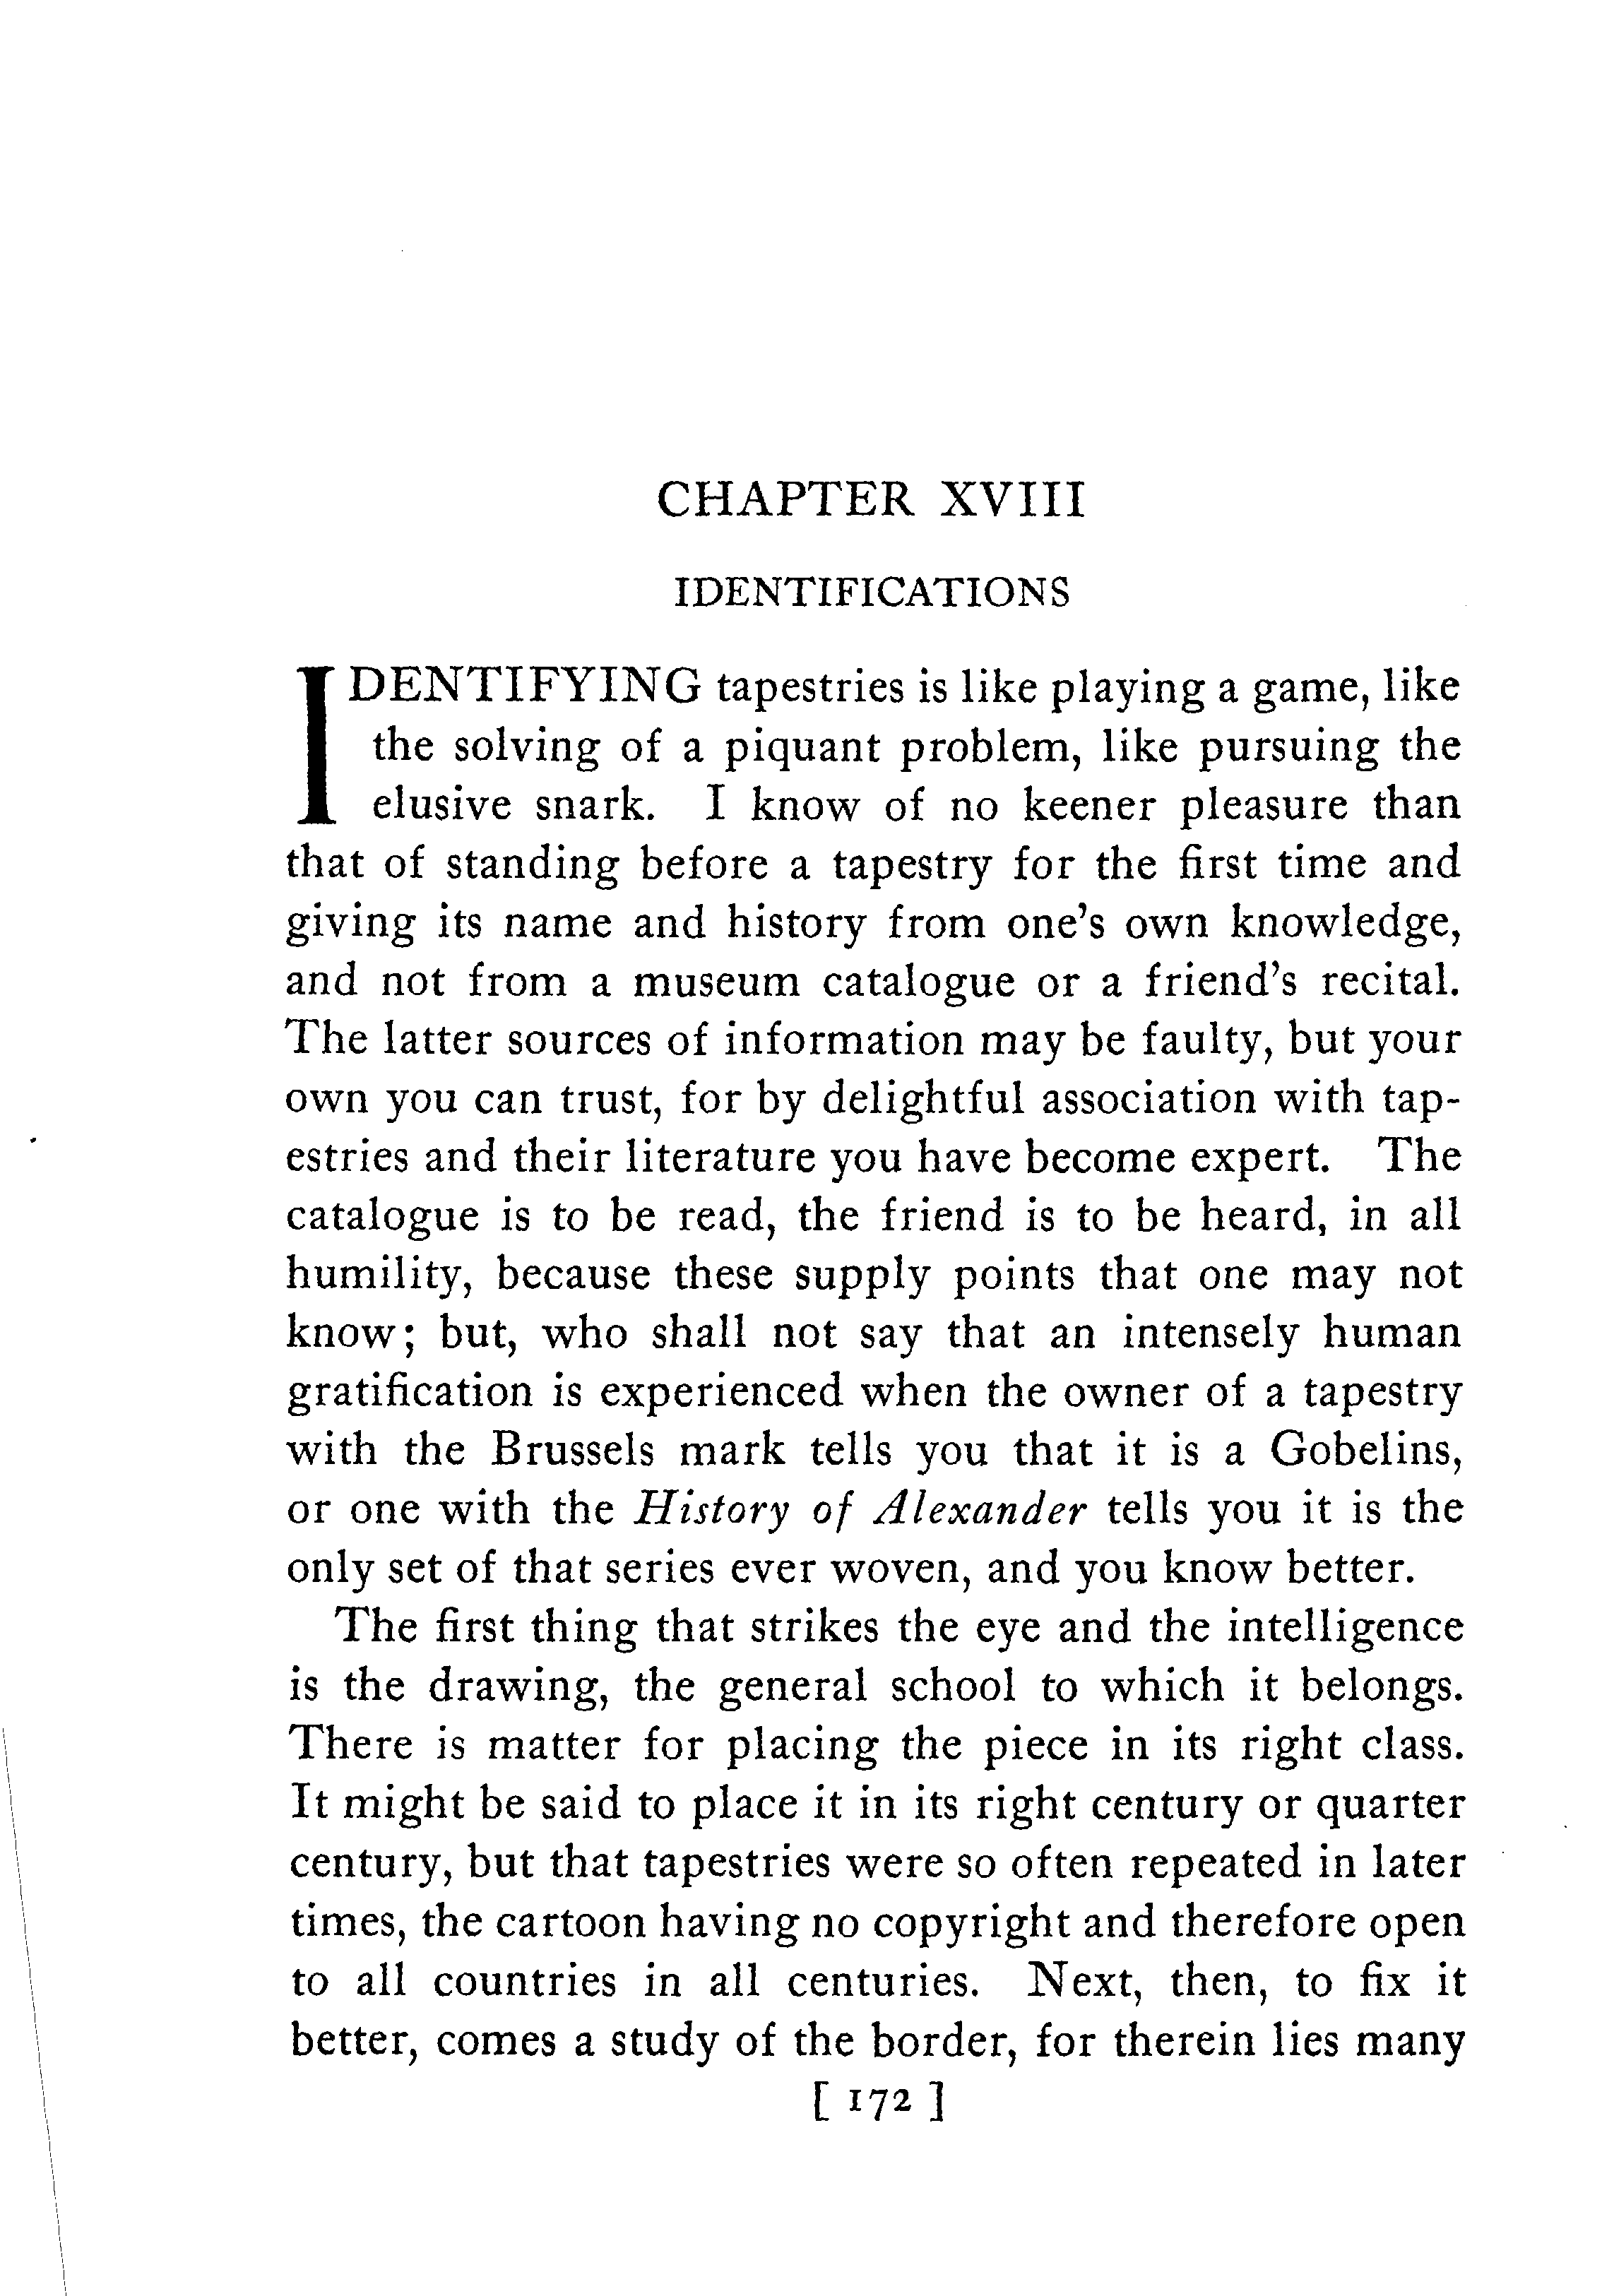 CHAPTER XVIII
IDENTIFICATIONS
IDENTIFYING tapestries is like playing a game, like
the solving of a piquant problem, like pursuing the
elusive snark. I know of no keener pleasure than
that of standing before a tapestry for the first time and
giving its name and history from one's own knowledge,
and not from a museum catalogue or a friend's recital.
The latter sources of information may be faulty, but your
own you can trust, for by delightful association with tap-
estries and their literature you have become expert. The
catalogue is to be read, the friend is to be heard, in all
humility, because these supply points that one may not
know; but, who shall not say that an intensely human
gratification is experienced when the owner of a tapestry
with the Brussels mark tells you that it is a Gobelins,
or one with the History of Alexander tells you it is the
only set of that series ever woven, and you know better.
The first thing that strikes the eye and the intelligence
is the drawing, the general school to which it belongs.
There is matter for placing the piece in its right class.
It might be said to place it in its right century or quarter
century, but that tapestries were so often repeated in later
times, the cartoon having no copyright and therefore open
to all countries in all centuries. Next, then, to fix it
better, comes a study of the border, for therein lies many
[ 172 ]